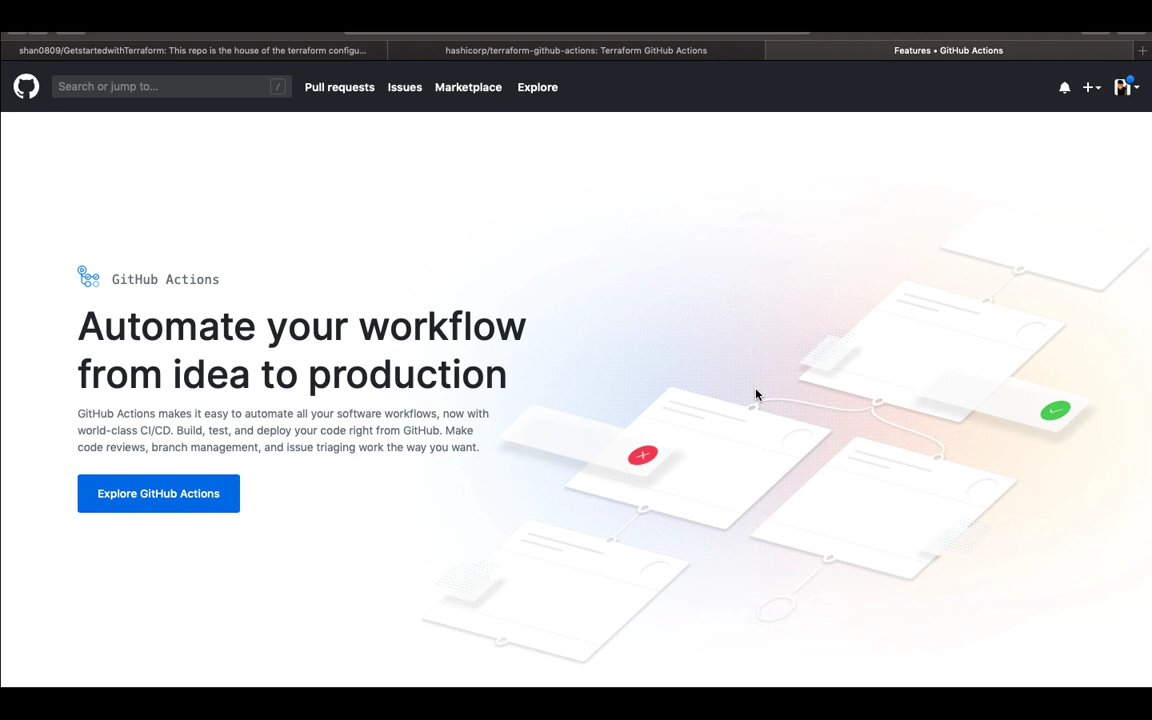 shan0809/GetstartedwithTerraform: This repo is the house of the terraform configu...
hashicorp/terraform-github-actions: Terraform GitHub Actions
Features • GitHub Actions
Search or jump to...
/
Pull requests
Issues
Marketplace
Explore
GitHub Actions
Automate your workflow
from idea to production
GitHub Actions makes it easy to automate all your software workflows, now with
world-class CI/CD. Build, test, and deploy your code right from GitHub. Make
code reviews, branch management, and issue triaging work the way you want.
Explore GitHub Actions